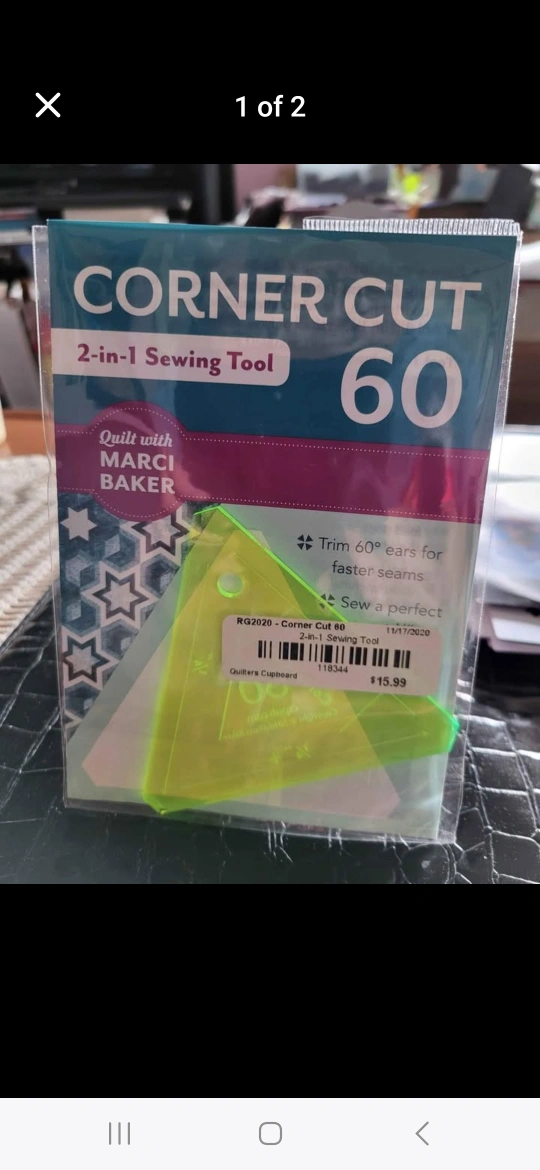 1 of 2
CORNER CUT
2-in-1 Sewing Tool
60
Quilt with
MARCI
BAKER
Trim 60° ears for
faster seams
Sew a perfect
RG2020 - Corner Cut 60
11/17/2020
2-in-1 Sewing Tool
118344
Quilters Cupboard
$15.99